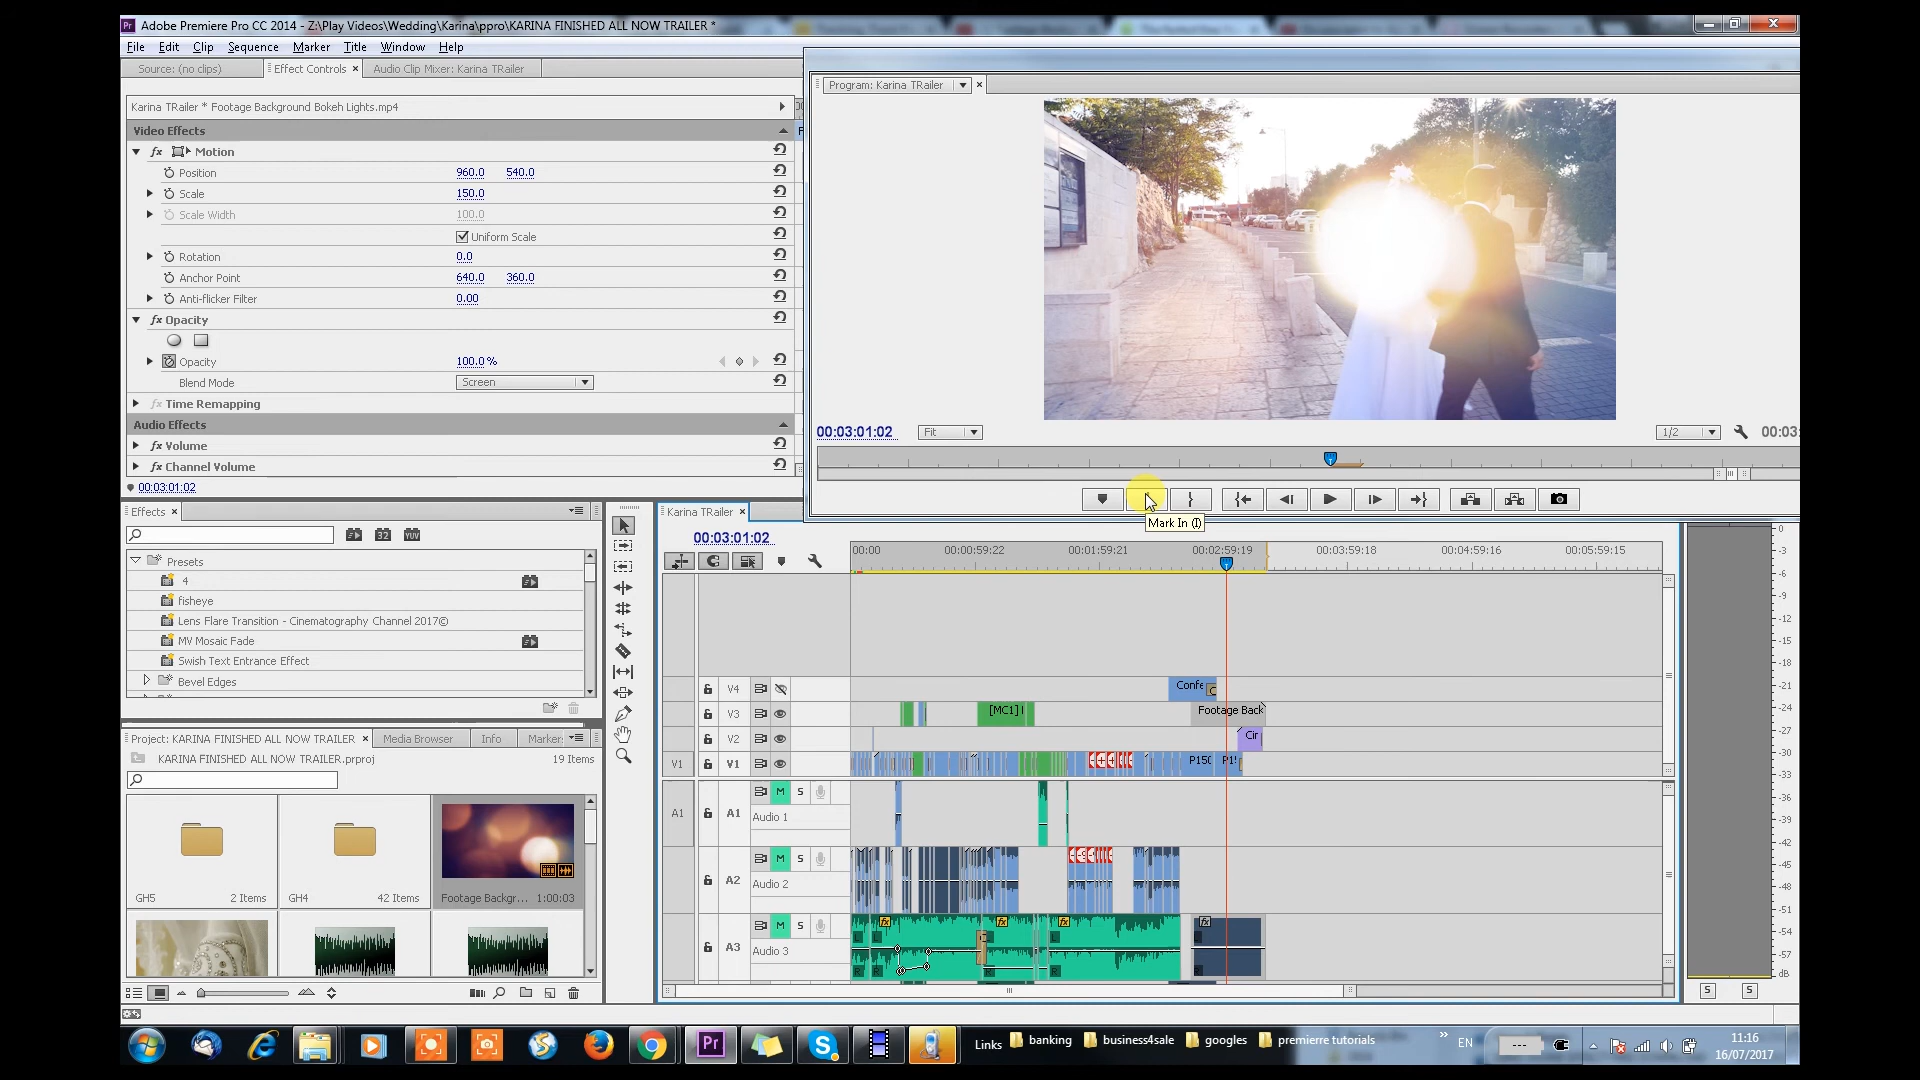 Adobe Premiere Pro CC 2014 - Z:\Play Videos\Wedding\Karina\ppro\KARINA FINISHED ALL NOW TRAILER *
File Edit Clip Sequence Marker Title Window Help
Source: (no clips) Effect Controls × Audio Clip Mixer: Karina TRailer
Program: Karina TRailer ×
Karina TRailer * Footage Background Bokeh Lights.mp4
Video Effects
fx Motion
Position 960.0 540.0
Scale 150.0
Scale Width 100.0
Uniform Scale
Rotation 0.0
Anchor Point 640.0 360.0
Anti-flicker Filter 0.00
fx Opacity
Opacity 100.0 %
Blend Mode Screen
fx Time Remapping
Audio Effects
fx Volume
fx Channel Volume
00:03:01:02
00:03:01:02 Fit 1/2 00:03:
Mark In (I)
Effects ×
32 YUV
Presets
4
fisheye
Lens Flare Transition - Cinematography Channel 2017©
MV Mosaic Fade
Swish Text Entrance Effect
Bevel Edges
Project: KARINA FINISHED ALL NOW TRAILER × Media Browser Info Marker
KARINA FINISHED ALL NOW TRAILER.prproj 19 Items
GH5 2 Items
GH4 42 Items
Footage Backgr... 1:00:03
Karina TRailer ×
00:03:01:02
00:00 00:00:59:22 00:01:59:21 00:02:59:19 00:03:59:18 00:04:59:16 00:05:59:15
V4 Confe
V3 [MC1] Footage Back
V2 Cir
V1 V1 P150 P15
A1 A1 M S
Audio 1
A2 M S
Audio 2
A3 M S
Audio 3
fx fx fx fx
L L L
R R R R
0
-3
-6
-9
-12
-15
-18
-21
-24
-27
-30
-33
-36
-39
-42
-45
-48
-51
-54
-57
dB
S S
Pr
Links banking business4sale googles premierre tutorials » EN --- 11:16
16/07/2017